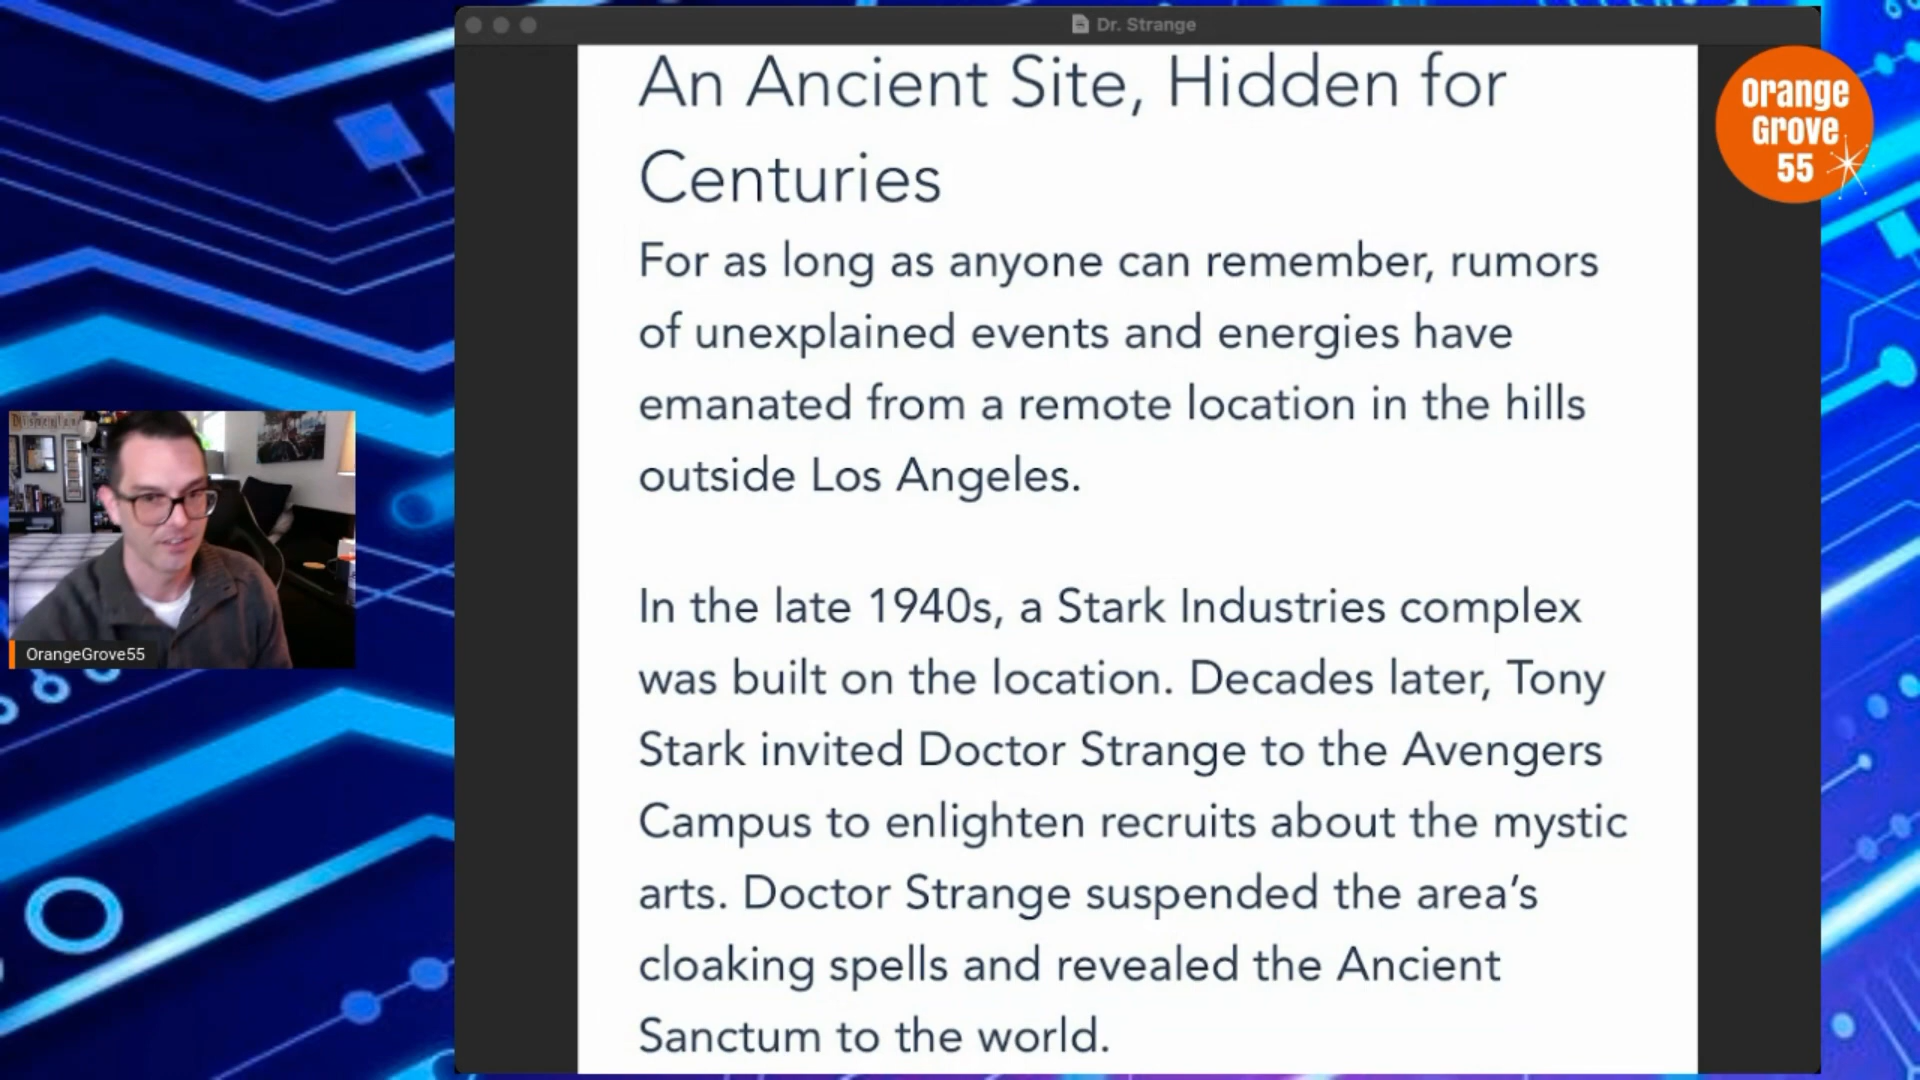 Dr. Strange
An Ancient Site, Hidden for
Centuries
For as long as anyone can remember, rumors
of unexplained events and energies have
emanated from a remote location in the hills
outside Los Angeles.
In the late 1940s, a Stark Industries complex
was built on the location. Decades later, Tony
Stark invited Doctor Strange to the Avengers
Campus to enlighten recruits about the mystic
arts. Doctor Strange suspended the area’s
cloaking spells and revealed the Ancient
Sanctum to the world.
Orange
Grove
55
Disneyland
OrangeGrove55